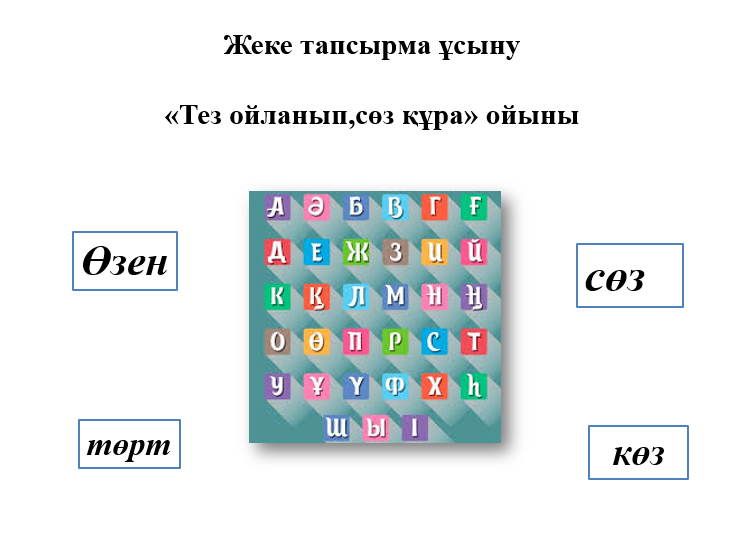 Жеке тапсырма ұсыну
«Тез ойланып,сөз құра» ойыны
А Ә Б В Г Ғ
Д Е Ж З И Й
К Қ Л М Н Ң
О Ө П Р С Т
У Ұ Ү Ф Х Һ
Ш Ы І
Өзен
сөз
төрт
көз